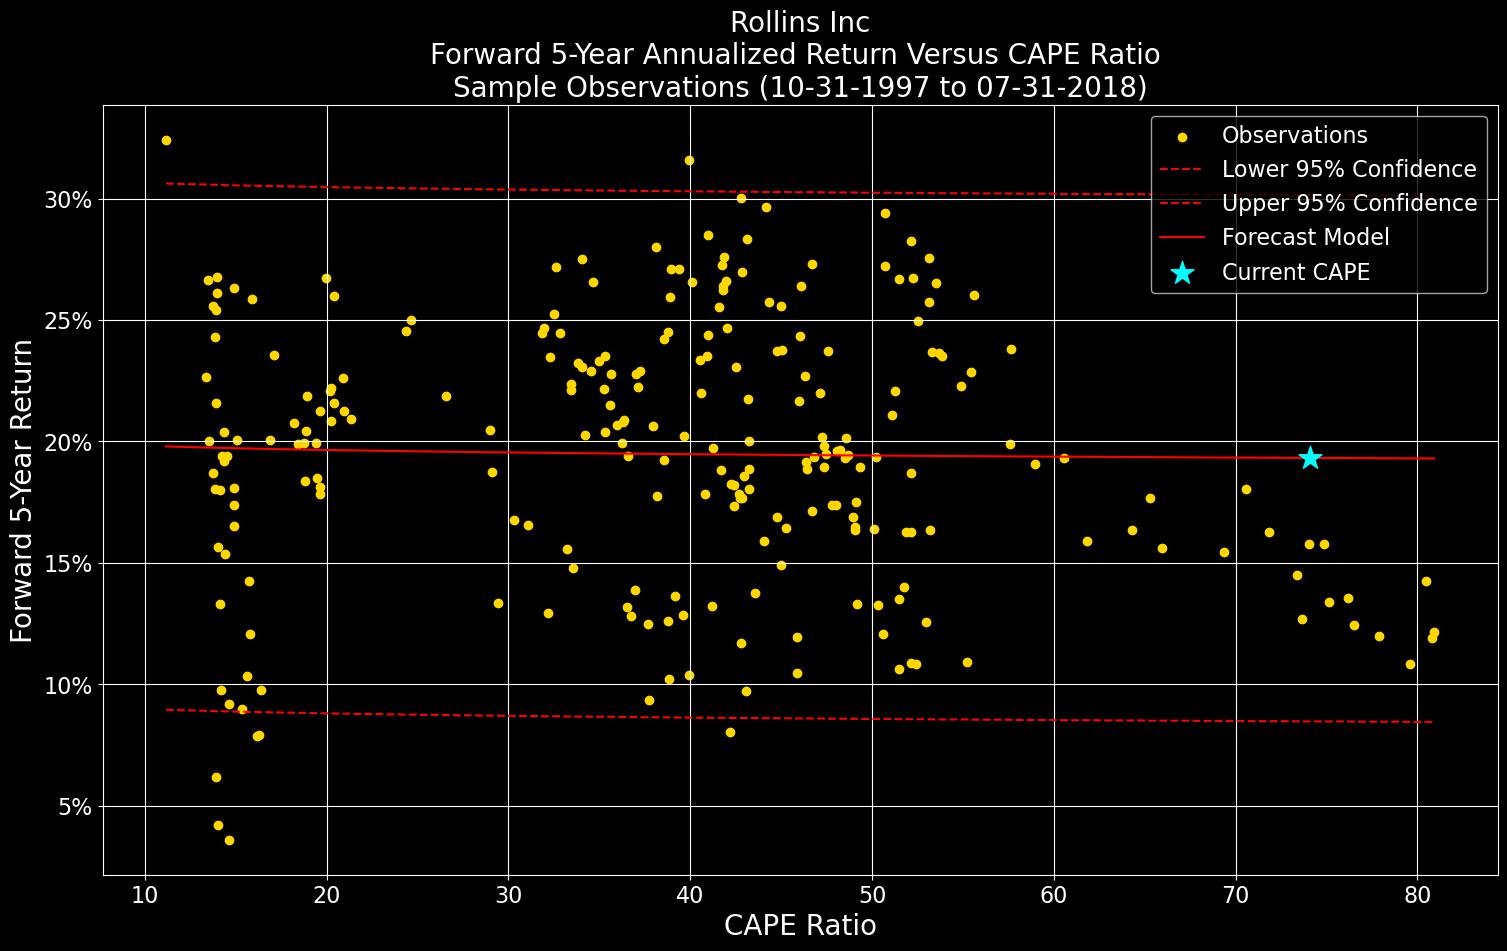 Rollins Inc
Forward 5-Year Annualized Return Versus CAPE Ratio
Sample Observations (10-31-1997 to 07-31-2018)
Observations
Lower 95% Confidence
Upper 95% Confidence
Forecast Model
Current CAPE
Forward 5-Year Return
30%
25%
20%
15%
10%
5%
10 20 30 40 50 60 70 80
CAPE Ratio